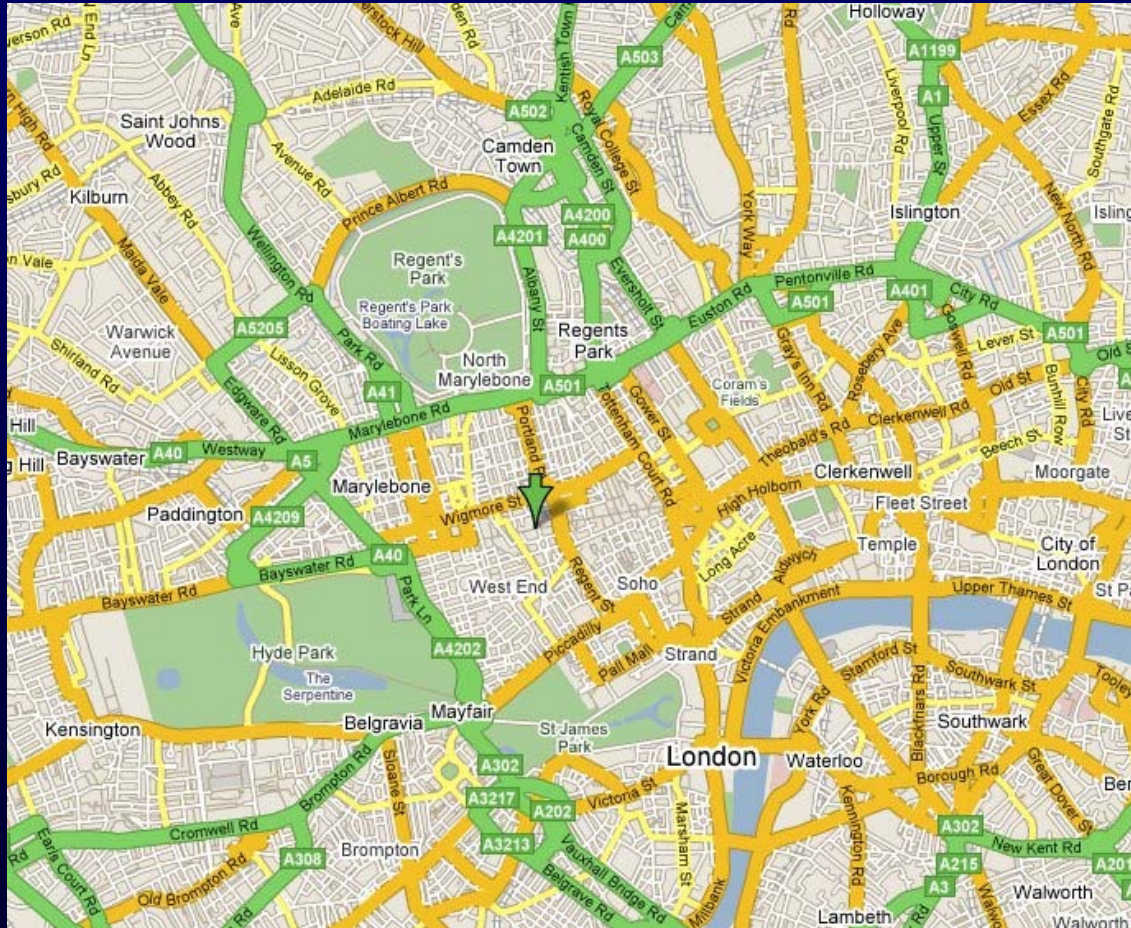 Holloway
A1199
A503
A1
Kentish Town
N End Ln
Adelaide Rd
A502
Saint Johns
Wood
Royal College St
Camden St
Camden
Town
Liverpool Rd
Upper St
Essex Rd
Southgate Rd
Avenue Rd
Abbey Rd
Kilburn
Prince Albert Rd
A4200
A4201
A400
York Way
Islington
New North Rd
Maida Vale
Wellington Rd
Regent's
Park
Albany St
Eversholt St
Pentonville Rd
A501
A401
City Rd
Regent's Park
Boating Lake
Euston Rd
A5205
Warwick
Avenue
Shirland Rd
Park Rd
Regents
Park
A501
Goswell Rd
Lever St
Old St
Lisson Grove
North
Marylebone
Rosebery Ave
Grays Inn Rd
Bunhill Row
City Rd
Edgware Rd
A41
A501
Coram's
Fields
Marylebone Rd
Gower St
Tottenham Court Rd
Clerkenwell Rd
Theobald's Rd
Beech St
Hill
Bayswater
A40
Westway
A5
Marylebone
Clerkenwell
Moorgate
Paddington
A4209
Wigmore St
High Holborn
Fleet Street
A40
Bayswater Rd
Bayswater Rd
Long Acre
Aldwych
Temple
City of
London
West End
Regent St
Soho
Park Ln
Strand
Victoria Embankment
Upper Thames St
A4202
Piccadilly
Pall Mall
Strand
Stamford St
Southwark St
Hyde Park
The
Serpentine
York Rd
Blackfriars Rd
Kensington
Belgravia
Mayfair
St James
Park
London
Waterloo
Southwark
Brompton Rd
Sloane St
A302
Borough Rd
Great Dover St
A3217
A202
Victoria St
Kennington Rd
Cromwell Rd
A3213
Marsham St
A302
New Kent Rd
Earls Court Rd
A308
Brompton
Vauxhall Bridge Rd
Belgrave Rd
Old Brompton Rd
A215
A3
Walworth
Millbank
Lambeth
Walworth